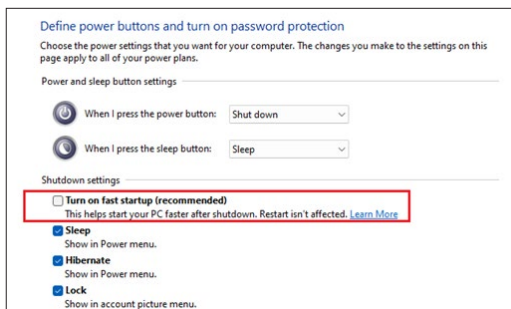 Define power buttons and turn on password protection
Choose the power settings that you want for your computer. The changes you make to the settings on this
page apply to all of your power plans.
Power and sleep button settings
When I press the power button: Shut down
When I press the sleep button: Sleep
Shutdown settings
Turn on fast startup (recommended)
This helps start your PC faster after shutdown. Restart isn't affected. Learn More
Sleep
Show in Power menu.
Hibernate
Show in Power menu.
Lock
Show in account picture menu.